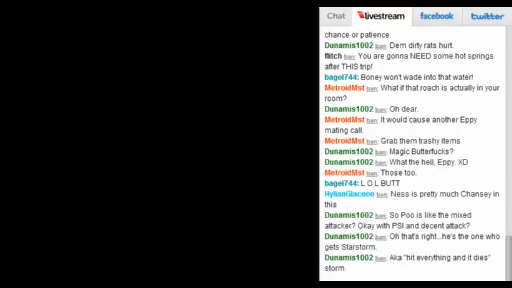 Chat livestream facebook twitter
chance or patience.
Dunamis1002 ban: Dem dirty rats hurt.
flitch ban: You are gonna NEED some hot springs
after THIS trip!
bagel744: Boney won't wade into that water!
MetroidMst ban: What if that roach is actually in your
room?
Dunamis1002 ban: Oh dear.
MetroidMst ban: It would cause another Eppy
mating call.
MetroidMst ban: Grab them trashy items
Dunamis1002 ban: Magic Butterfucks?
Dunamis1002 ban: What the hell, Eppy. XD
MetroidMst ban: Those too.
bagel744: L O L BUTT
HylianGlaceon ban: Ness is pretty much Chansey in
this
Dunamis1002 ban: So Poo is like the mixed
attacker? Okay with PSI and decent attack?
Dunamis1002 ban: Oh that's right...he's the one who
gets Starstorm.
Dunamis1002 ban: Aka "hit everything and it dies"
storm